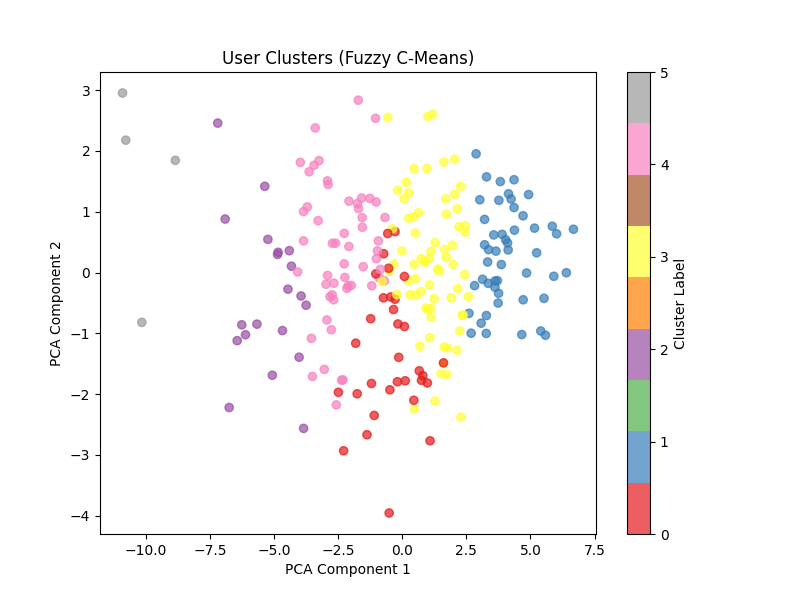 User Clusters (Fuzzy C-Means)
3
2
1
0
−1
−2
−3
−4
PCA Component 2
−10.0 −7.5 −5.0 −2.5 0.0 2.5 5.0 7.5
PCA Component 1
5
4
3
2
1
0
Cluster Label